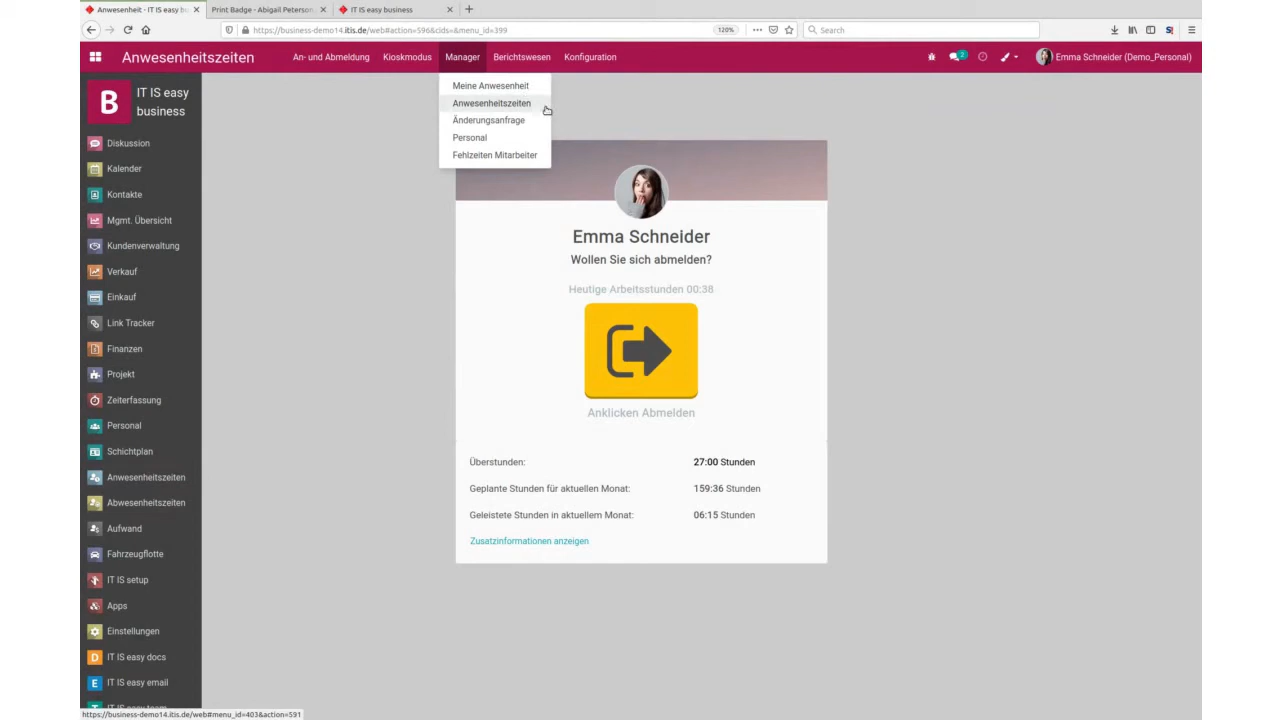 Anwesenheit - IT IS easy bu
Print Badge - Abigail Peterson
IT IS easy business
https://business-demo14.itis.de/web#action=596&cids=&menu_id=399
120%
Search
Anwesenheitszeiten
An- und Abmeldung
Kioskmodus
Manager
Berichtswesen
Konfiguration
2
Emma Schneider (Demo_Personal)
B
IT IS easy
business
Diskussion
Kalender
Kontakte
Mgmt. Übersicht
Kundenverwaltung
Verkauf
Einkauf
Link Tracker
Finanzen
Projekt
Zeiterfassung
Personal
Schichtplan
Anwesenheitszeiten
Abwesenheitszeiten
Aufwand
Fahrzeugflotte
IT IS setup
Apps
Einstellungen
D IT IS easy docs
E IT IS easy email
T IT IS easy team
Meine Anwesenheit
Anwesenheitszeiten
Änderungsanfrage
Personal
Fehlzeiten Mitarbeiter
Emma Schneider
Wollen Sie sich abmelden?
Heutige Arbeitsstunden 00:38
Anklicken Abmelden
Überstunden: 27:00 Stunden
Geplante Stunden für aktuellen Monat: 159:36 Stunden
Geleistete Stunden in aktuellem Monat: 06:15 Stunden
Zusatzinformationen anzeigen
https://business-demo14.itis.de/web#menu_id=403&action=591